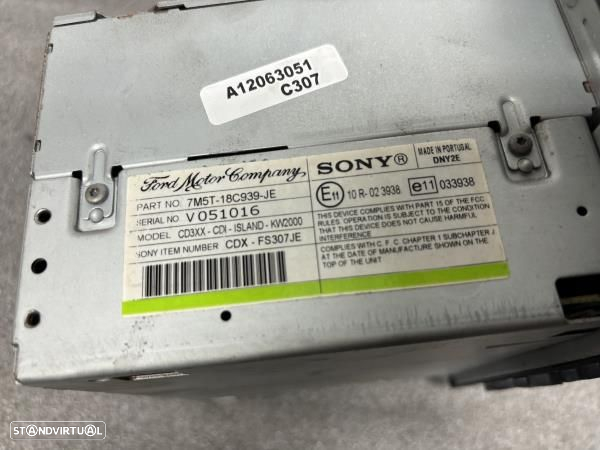 A12063051
C307
Ford Motor Company
PART NO. 7M5T-18C939-JE
SERIAL NO V051016
MODEL CD3XX - CDI - ISLAND - KW2000
SONY ITEM NUMBER CDX - FS307JE
SONY®
MADE IN PORTUGAL
DNY2E
E11 10 R- 02 3938
e11 033938
THIS DEVICE COMPLIES WITH PART 15 OF THE FCC
RULES. OPERATION IS SUBJECT TO THE CONDITION
THAT THIS DEVICE DOES NOT CAUSE HARMFUL
INTERFERENCE
COMPLIES WITH C, F, C, CHAPTER 1 SUBCHAPTER J
AT THE DATE OF MANUFACTURE SHOWN ON THE
TOP OF THE UNIT
STANDVIRTUAL